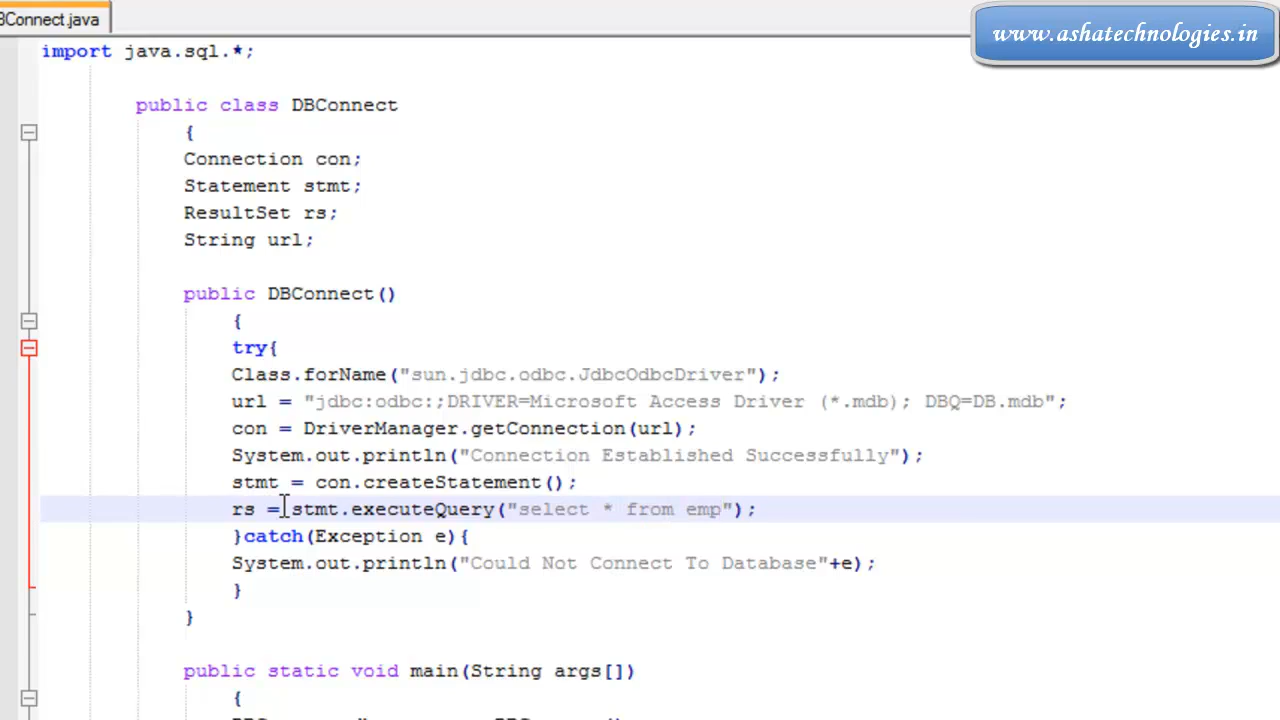 BConnect.java
www.ashatechnologies.in
import java.sql.*;
public class DBConnect
{
Connection con;
Statement stmt;
ResultSet rs;
String url;
public DBConnect()
{
try{
Class.forName("sun.jdbc.odbc.JdbcOdbcDriver");
url = "jdbc:odbc:;DRIVER=Microsoft Access Driver (*.mdb); DBQ=DB.mdb";
con = DriverManager.getConnection(url);
System.out.println("Connection Established Successfully");
stmt = con.createStatement();
rs = stmt.executeQuery("select * from emp");
}catch(Exception e){
System.out.println("Could Not Connect To Database"+e);
}
}
public static void main(String args[])
{